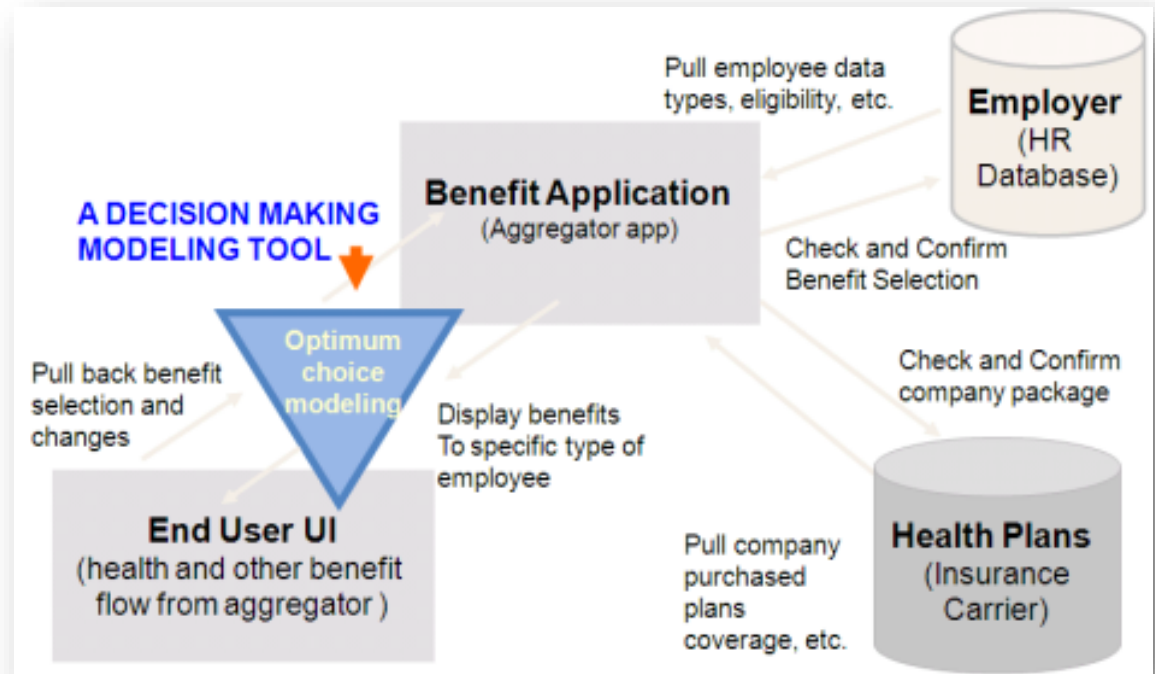 Pull employee data
types, eligibility, etc.
Employer
(HR
Database)
Benefit Application
(Aggregator app)
A DECISION MAKING
MODELING TOOL
Check and Confirm
Benefit Selection
Optimum
choice
modeling
Pull back benefit
selection and
changes
Display benefits
To specific type of
employee
Check and Confirm
company package
End User UI
(health and other benefit
flow from aggregator )
Pull company
purchased
plans
coverage, etc.
Health Plans
(Insurance
Carrier)